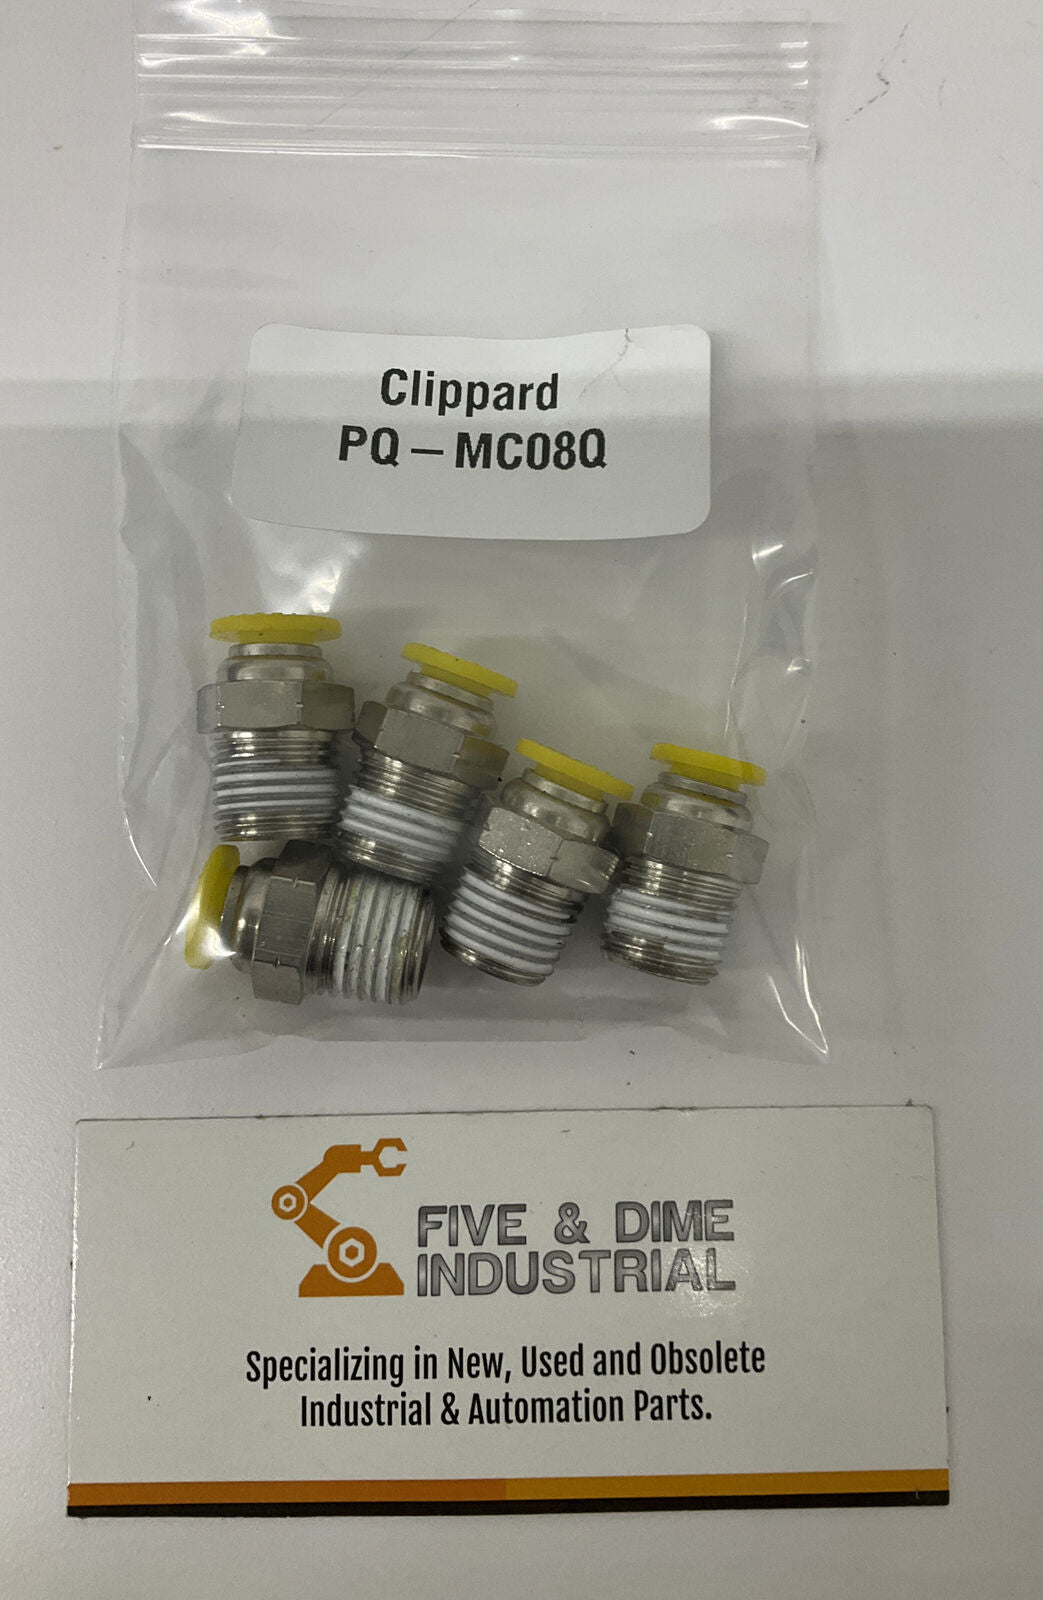 Clippard
PQ – MC08Q
FIVE & DIME
INDUSTRIAL
Specializing in New, Used and Obsolete
Industrial & Automation Parts.